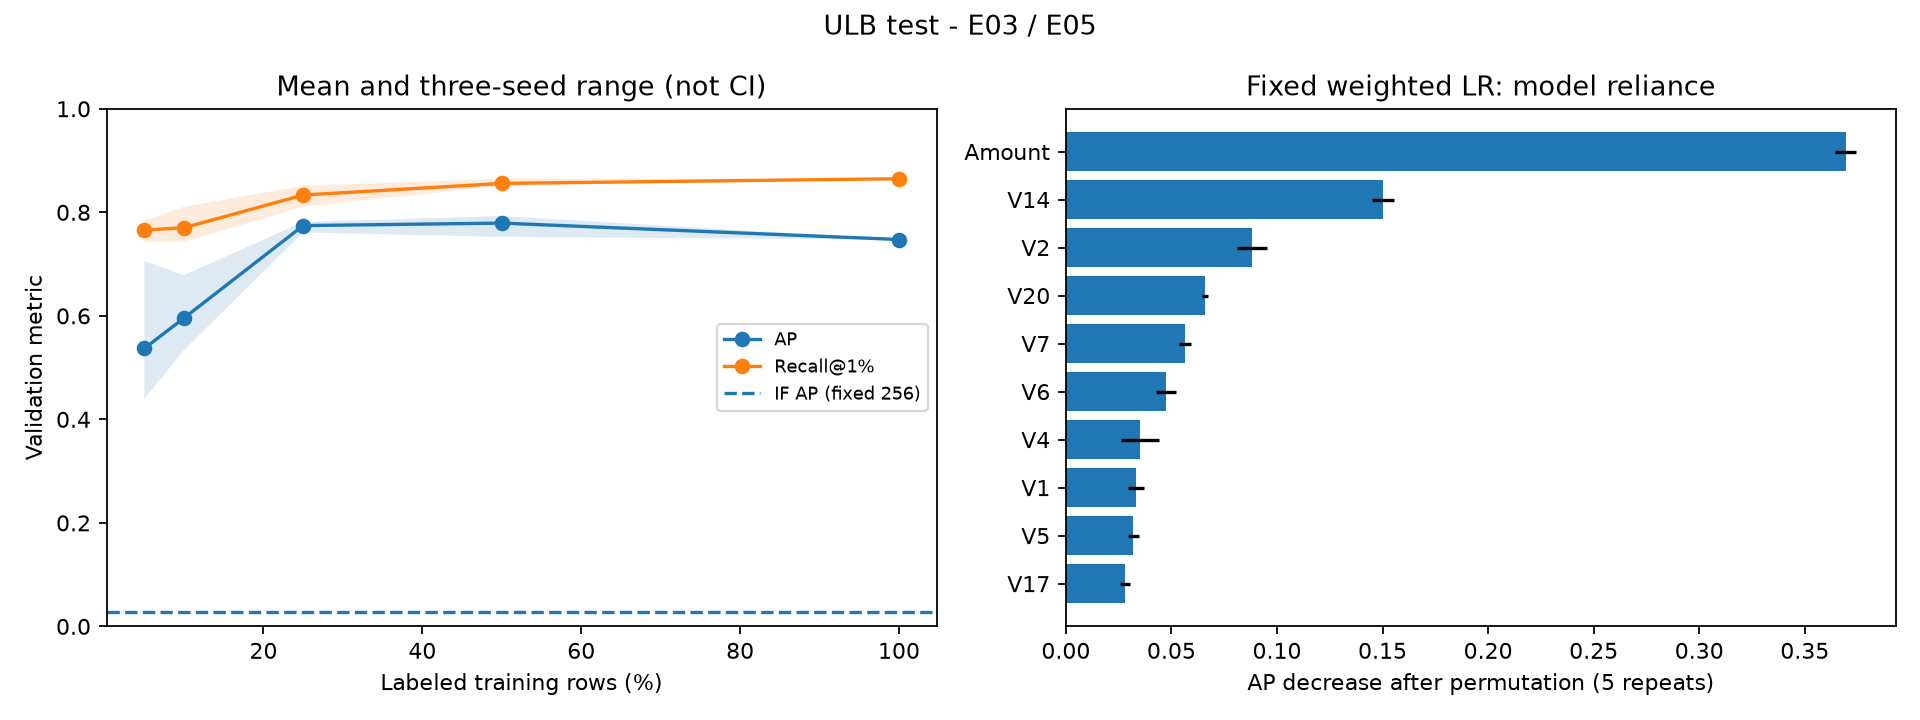 ULB test - E03 / E05
Mean and three-seed range (not CI)
Validation metric
1.0
0.8
0.6
0.4
0.2
0.0
AP
Recall@1%
IF AP (fixed 256)
20 40 60 80 100
Labeled training rows (%)
Fixed weighted LR: model reliance
Amount
V14
V2
V20
V7
V6
V4
V1
V5
V17
0.00 0.05 0.10 0.15 0.20 0.25 0.30 0.35
AP decrease after permutation (5 repeats)